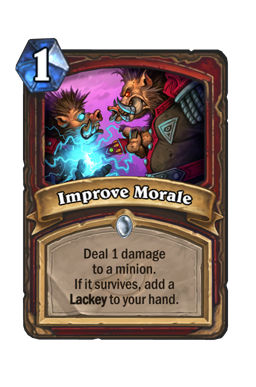 1
Improve Morale
Deal 1 damage
to a minion.
If it survives, add a
Lackey to your hand.